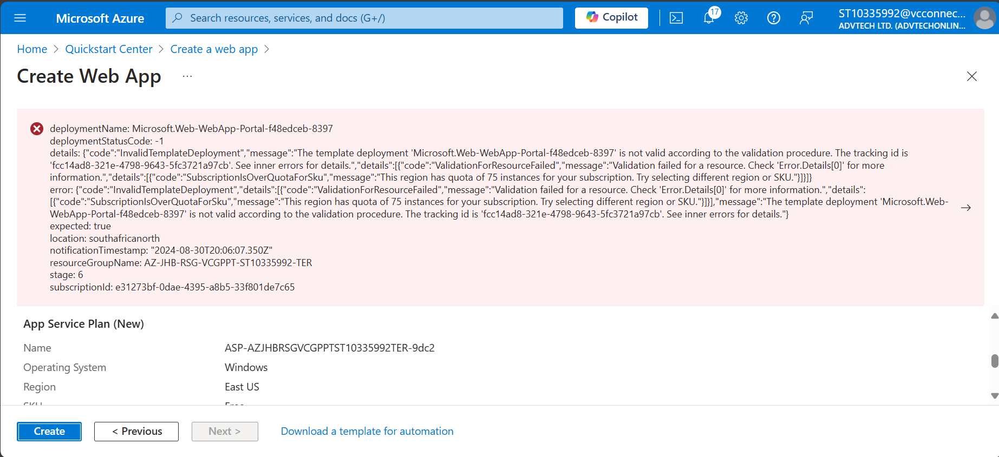 Microsoft Azure
Search resources, services, and docs (G+/)
Copilot
17
ST10335992@vcconnec...
ADVTECH LTD. (ADVTECHONLIN...
Home > Quickstart Center > Create a web app >
Create Web App ...
deploymentName: Microsoft.Web-WebApp-Portal-f48edceb-8397
deploymentStatusCode: -1
details: {"code":"InvalidTemplateDeployment","message":"The template deployment 'Microsoft.Web-WebApp-Portal-f48edceb-8397' is not valid according to the validation procedure. The tracking id is
'fcc14ad8-321e-4798-9643-5fc3721a97cb'. See inner errors for details.","details":[{"code":"ValidationForResourceFailed","message":"Validation failed for a resource. Check 'Error.Details[0]' for more
information.","details":[{"code":"SubscriptionIsOverQuotaForSku","message":"This region has quota of 75 instances for your subscription. Try selecting different region or SKU."}]}]}
error: {"code":"InvalidTemplateDeployment","details":[{"code":"ValidationForResourceFailed","message":"Validation failed for a resource. Check 'Error.Details[0]' for more information.","details":
[{"code":"SubscriptionIsOverQuotaForSku","message":"This region has quota of 75 instances for your subscription. Try selecting different region or SKU."}]}],"message":"The template deployment 'Microsoft.Web-
WebApp-Portal-f48edceb-8397' is not valid according to the validation procedure. The tracking id is 'fcc14ad8-321e-4798-9643-5fc3721a97cb'. See inner errors for details."}
expected: true
location: southafricanorth
notificationTimestamp: "2024-08-30T20:06:07.350Z"
resourceGroupName: AZ-JHB-RSG-VCGPPT-ST10335992-TER
stage: 6
subscriptionId: e31273bf-0dae-4395-a8b5-33f801de7c65
App Service Plan (New)
Name ASP-AZJHBRSGVCGPPTST10335992TER-9dc2
Operating System Windows
Region East US
SKU Free
Create
< Previous
Next >
Download a template for automation